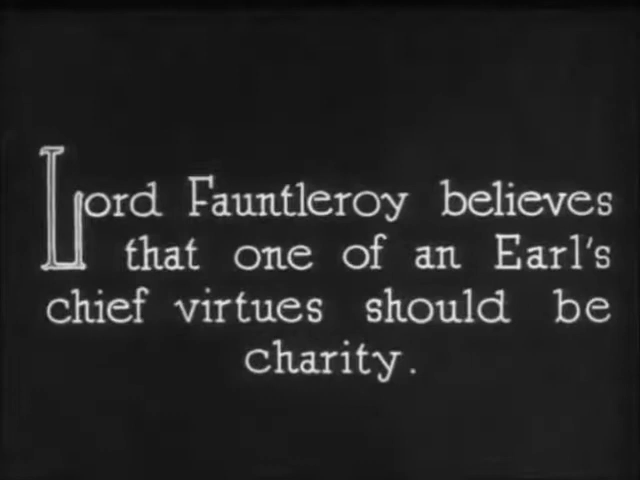 Lord Fauntleroy believes
that one of an Earl's
chief virtues should be
charity.